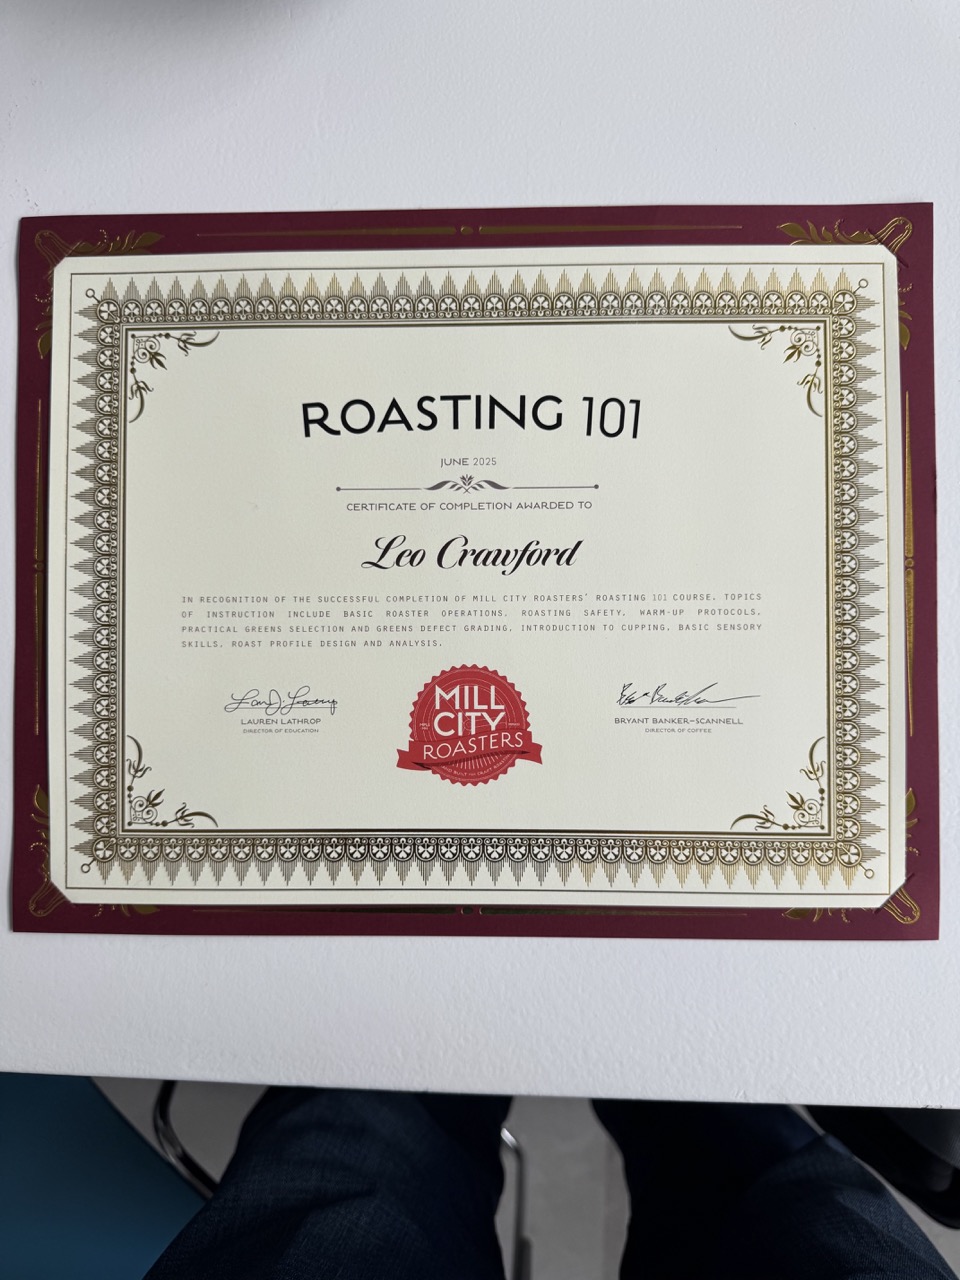 ROASTING 101
JUNE 2025
CERTIFICATE OF COMPLETION AWARDED TO
Leo Crawford
IN RECOGNITION OF THE SUCCESSFUL COMPLETION OF MILL CITY ROASTERS' ROASTING 101 COURSE. TOPICS
OF INSTRUCTION INCLUDE BASIC ROASTER OPERATIONS, ROASTING SAFETY, WARM-UP PROTOCOLS,
PRACTICAL GREENS SELECTION AND GREENS DEFECT GRADING, INTRODUCTION TO CUPPING, BASIC SENSORY
SKILLS, ROAST PROFILE DESIGN AND ANALYSIS.
LAUREN LATHROP
DIRECTOR OF EDUCATION
MILL
CITY
ROASTERS
BRYANT BANKER-SCANNELL
DIRECTOR OF COFFEE